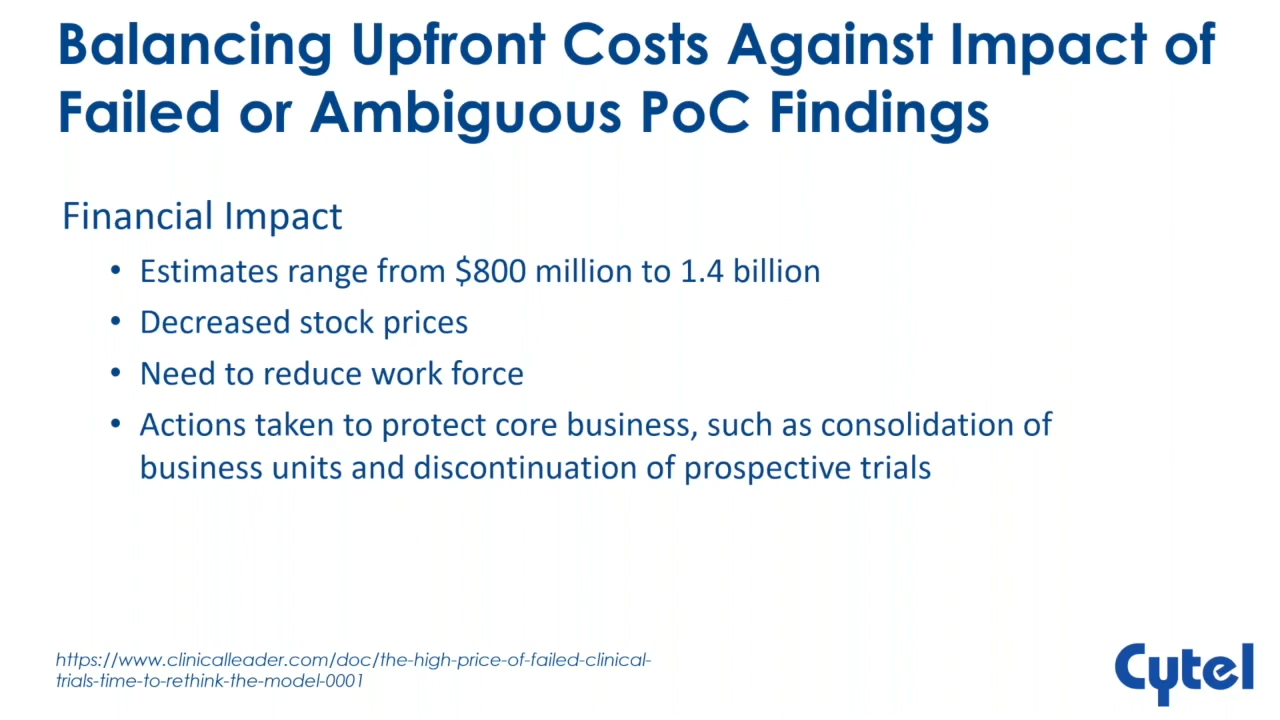 Balancing Upfront Costs Against Impact of
Failed or Ambiguous PoC Findings
Financial Impact
• Estimates range from $800 million to 1.4 billion
• Decreased stock prices
• Need to reduce work force
• Actions taken to protect core business, such as consolidation of
business units and discontinuation of prospective trials
https://www.clinicalleader.com/doc/the-high-price-of-failed-clinical-
trials-time-to-rethink-the-model-0001
Cytel